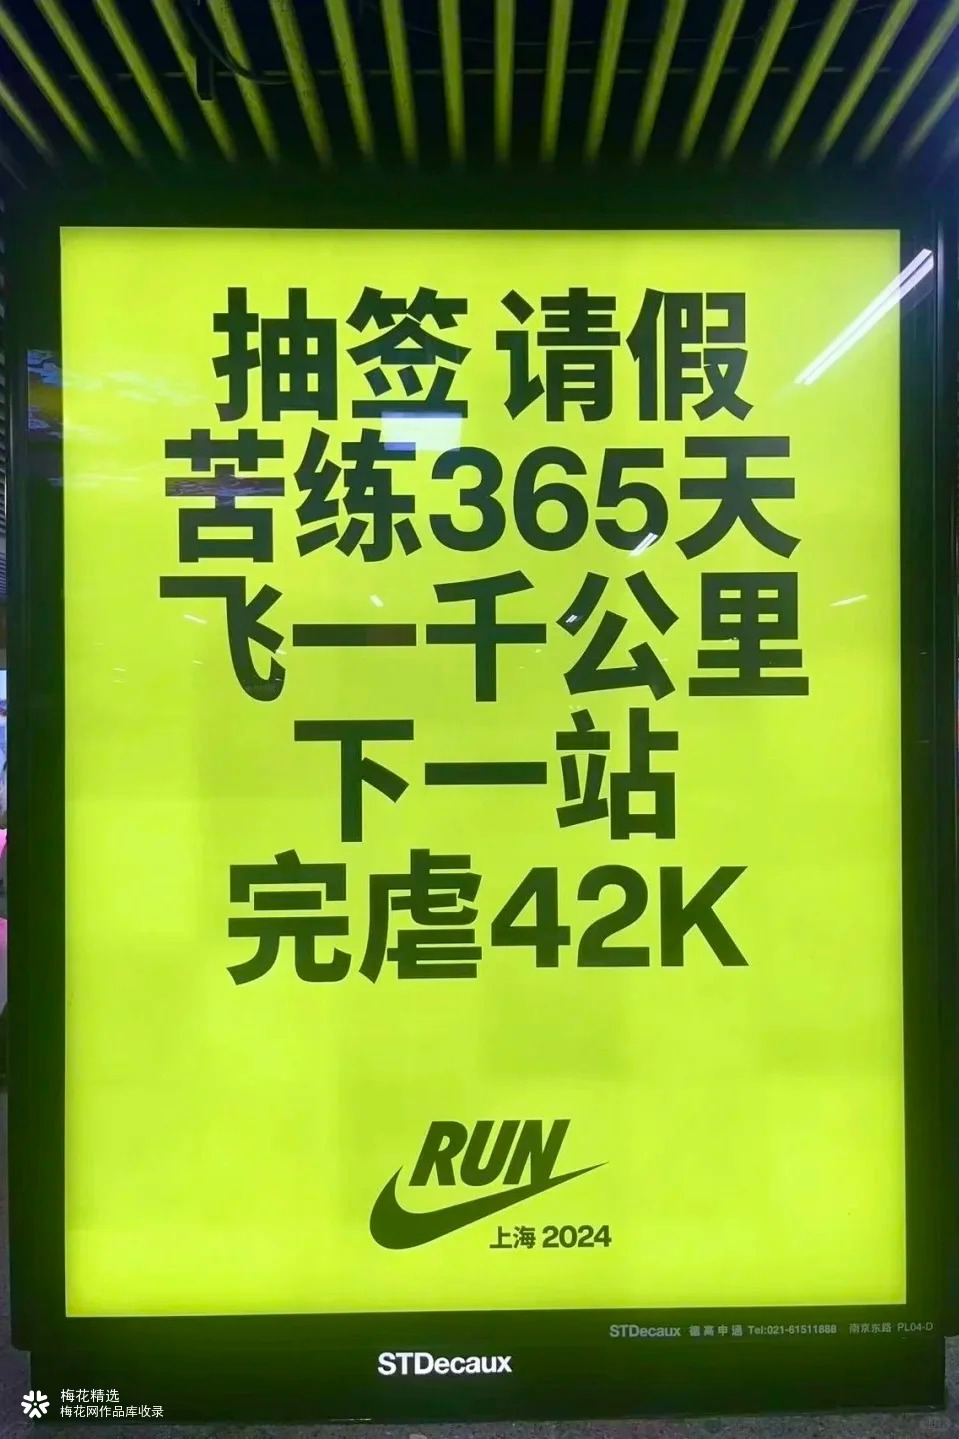 抽签 请假
苦练365天
飞一千公里
下一站
完虐42K
RUN
上海 2024
STDecaux 德高申通 Tel:021-61511888 南京东路 PL04-D
STDecaux
梅花精选
梅花网作品库收录